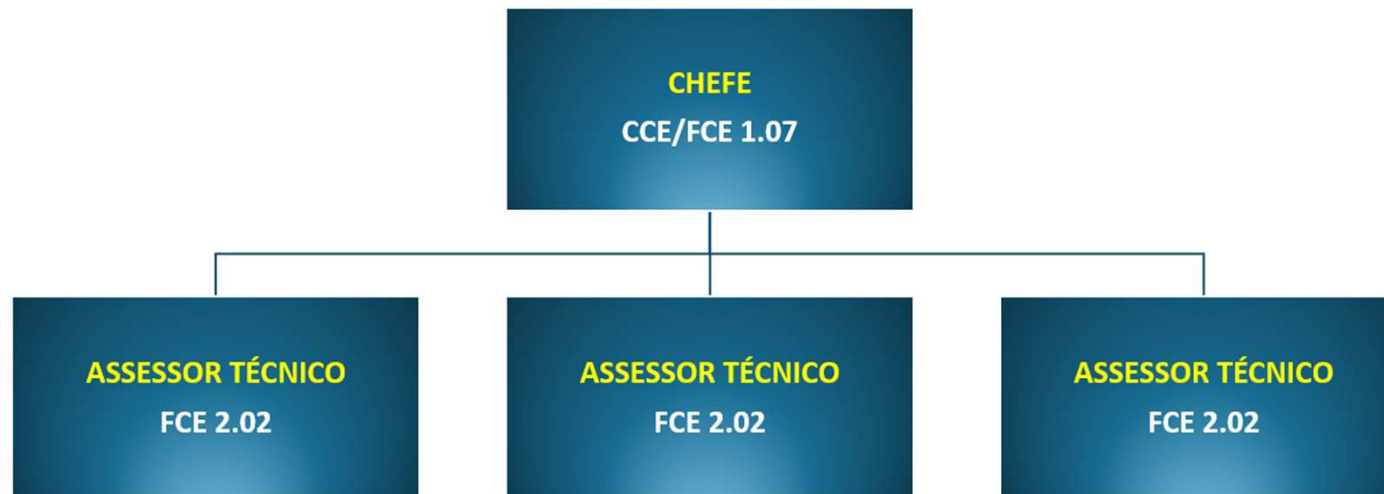 CHEFE
CCE/FCE 1.07
ASSESSOR TÉCNICO
FCE 2.02
ASSESSOR TÉCNICO
FCE 2.02
ASSESSOR TÉCNICO
FCE 2.02